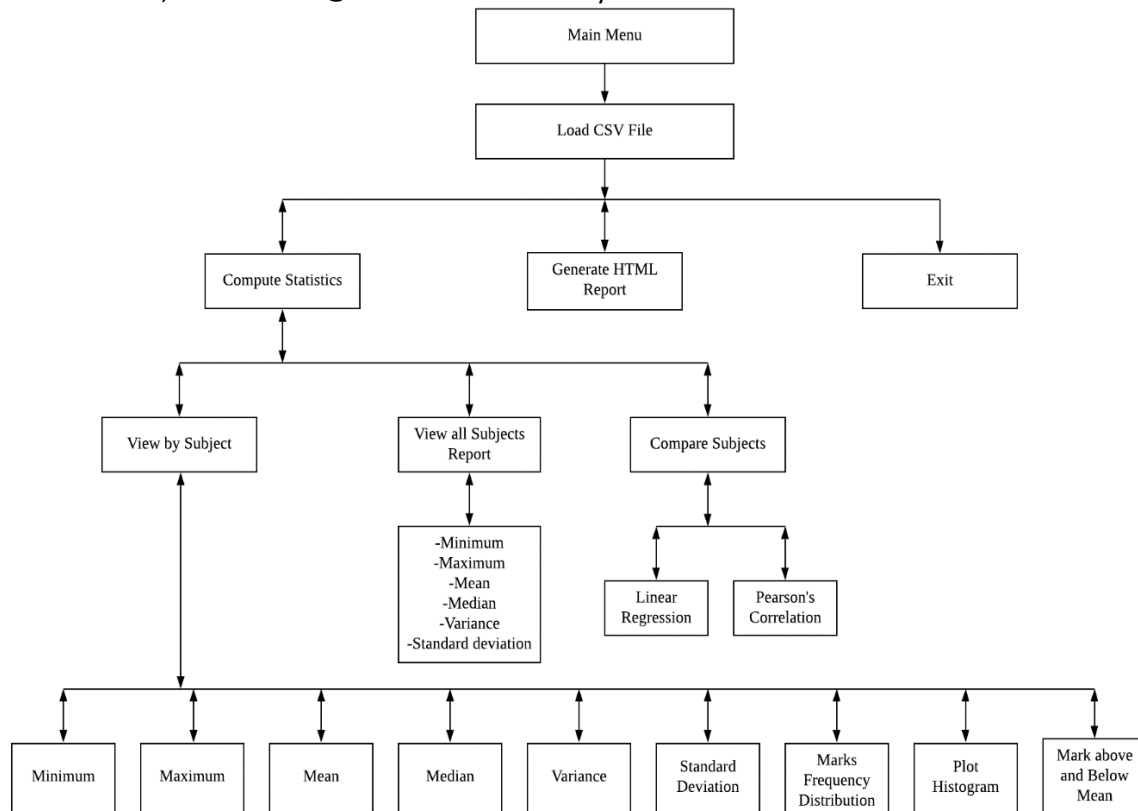 Main Menu
Load CSV File
Compute Statistics
Generate HTML
Report
Exit
View by Subject
View all Subjects
Report
Compare Subjects
-Minimum
-Maximum
-Mean
-Median
-Variance
-Standard deviation
Linear
Regression
Pearson's
Correlation
Minimum
Maximum
Mean
Median
Variance
Standard
Deviation
Marks
Frequency
Distribution
Plot
Histogram
Mark above
and Below
Mean